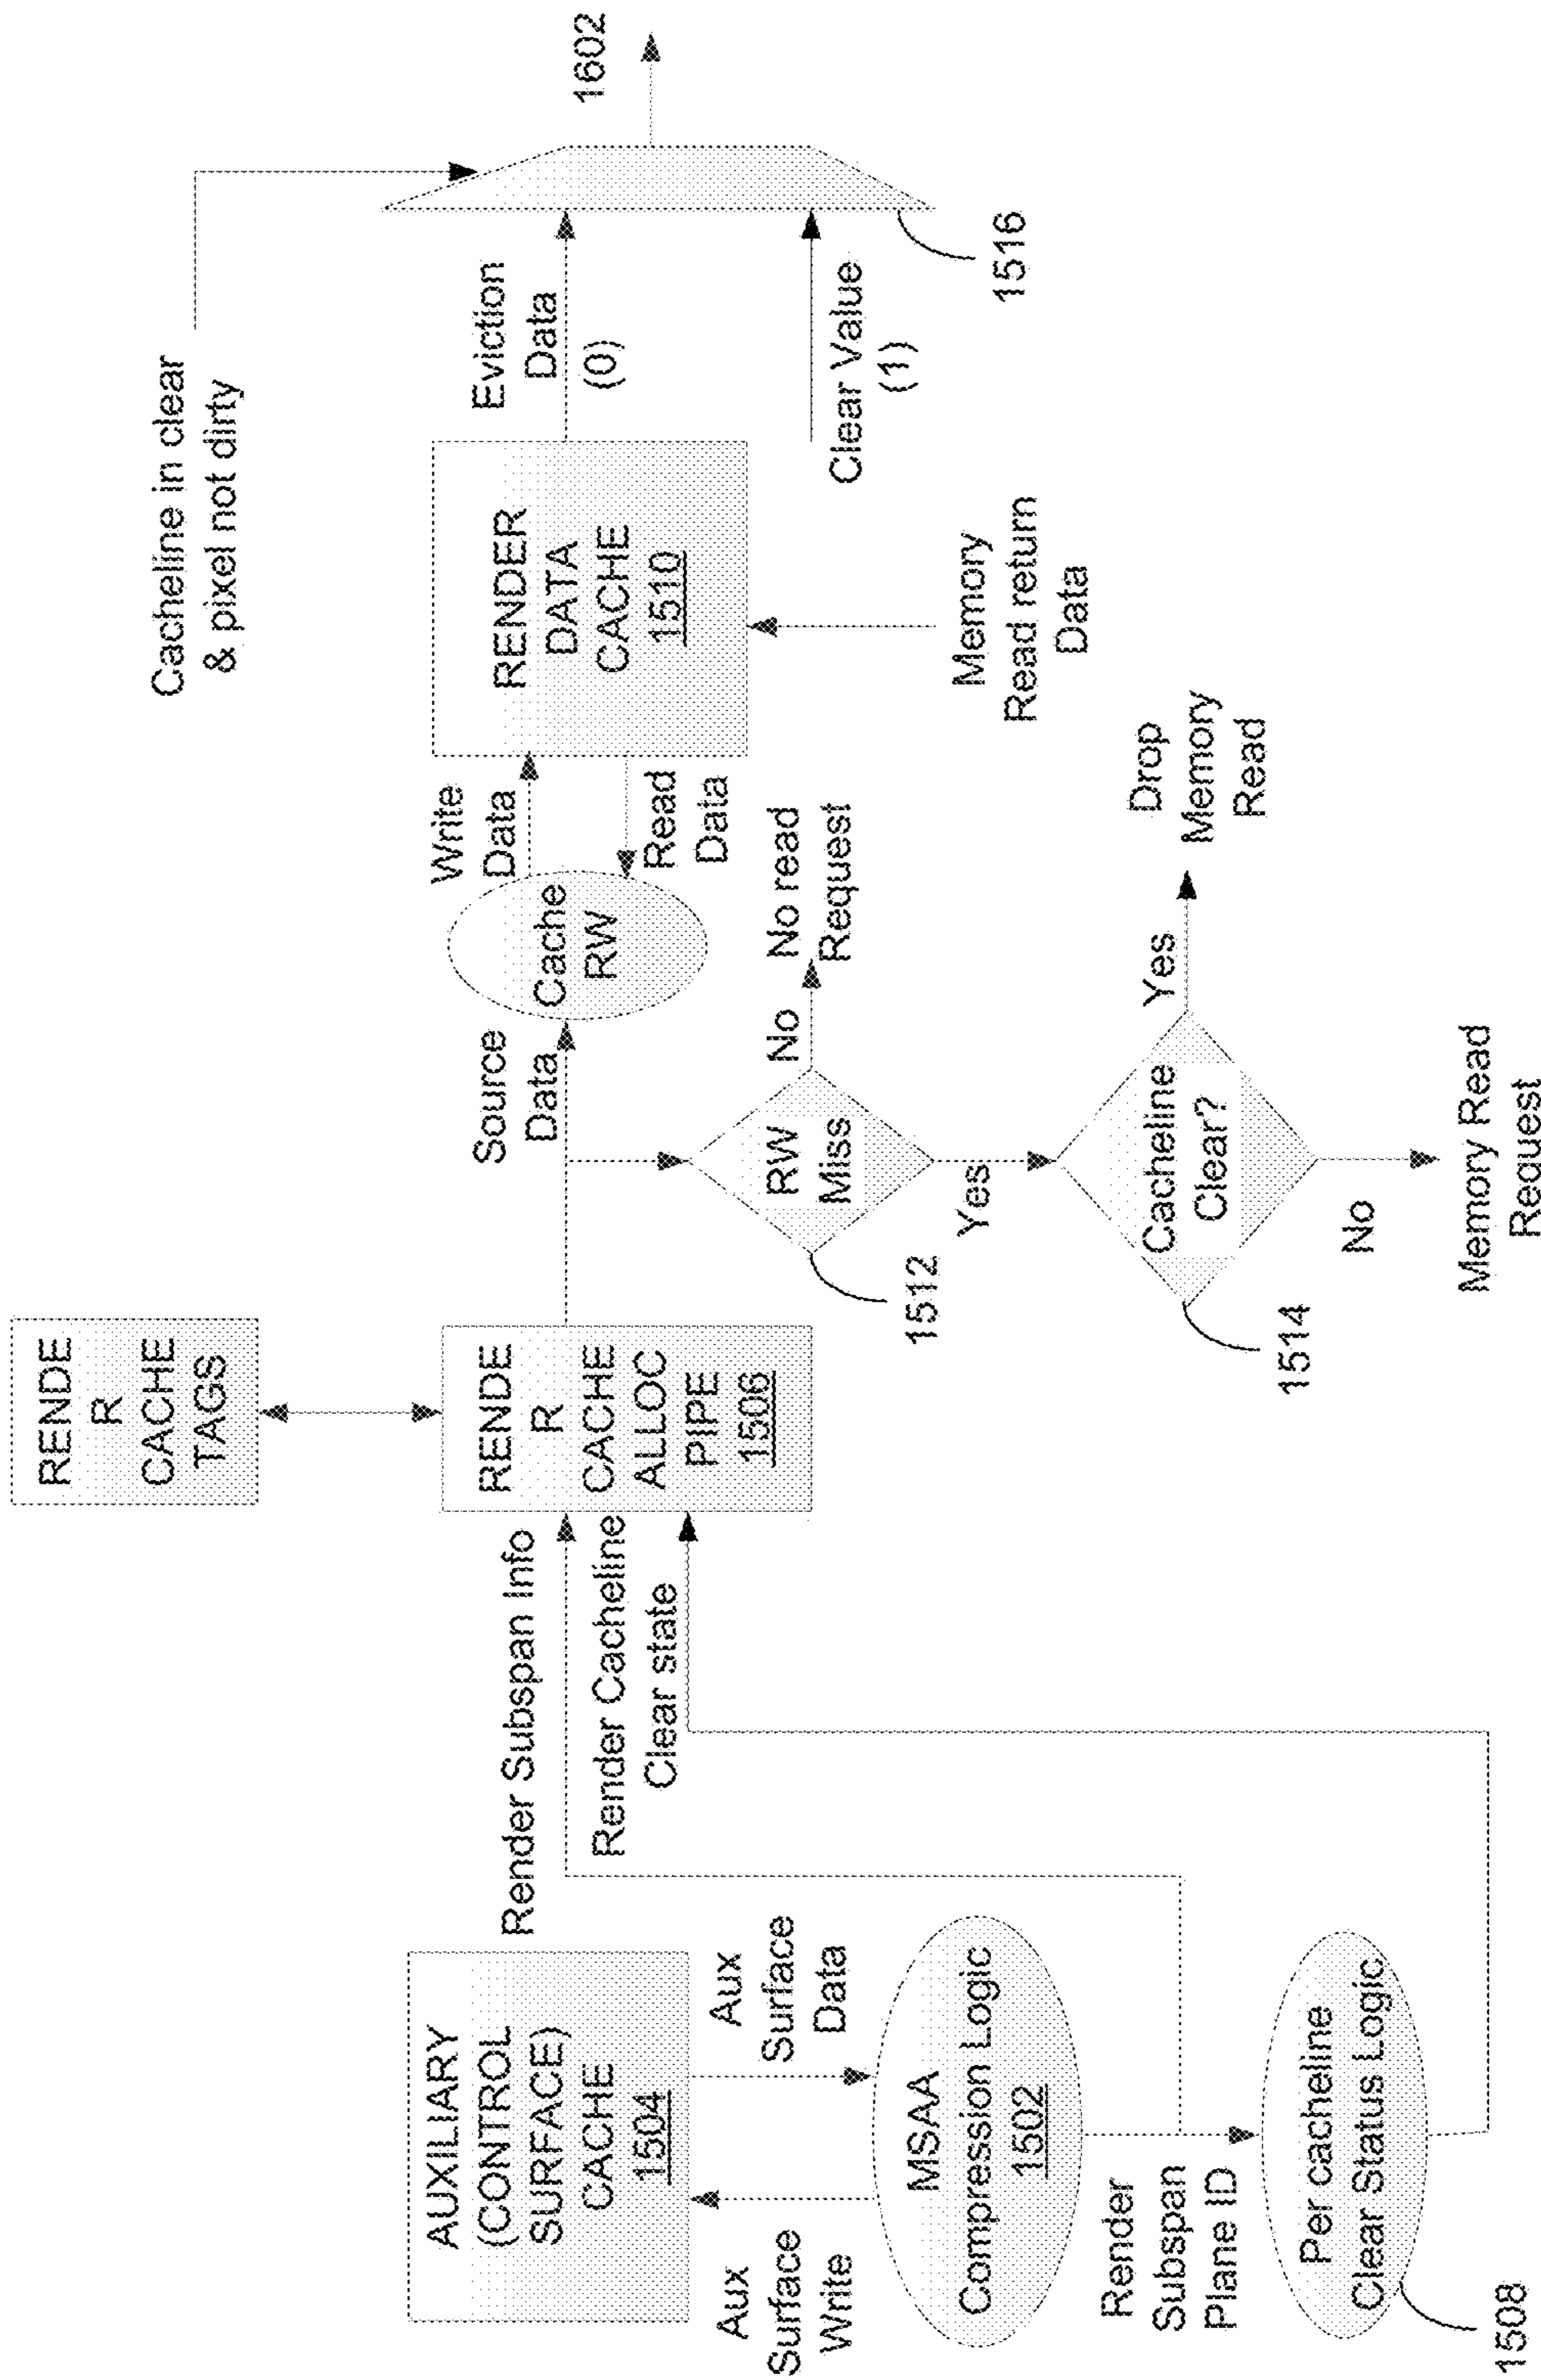 AUXILIARY
(CONTROL
SURFACE)
CACHE
1504
Aux
Surface
Write
Aux
Surface
Data
MSAA
Compression Logic
1502
Render
Subspan
Plane ID
Per cacheline
Clear Status Logic
1508
Render Subspan Info
Render Cacheline
Clear state
RENDE
R
CACHE
TAGS
RENDE
R
CACHE
ALLOC
PIPE
1506
Source
Data
Cache
RW
Write
Data
Read
Data
RW
Miss
1512
No
No read
Request
Yes
Cacheline
Clear?
1514
Yes
Drop
Memory
Read
No
Memory Read
Request
RENDER
DATA
CACHE
1510
Memory
Read return
Data
Eviction
Data
(0)
Clear Value
(1)
Cacheline in clear
& pixel not dirty
1516
1602